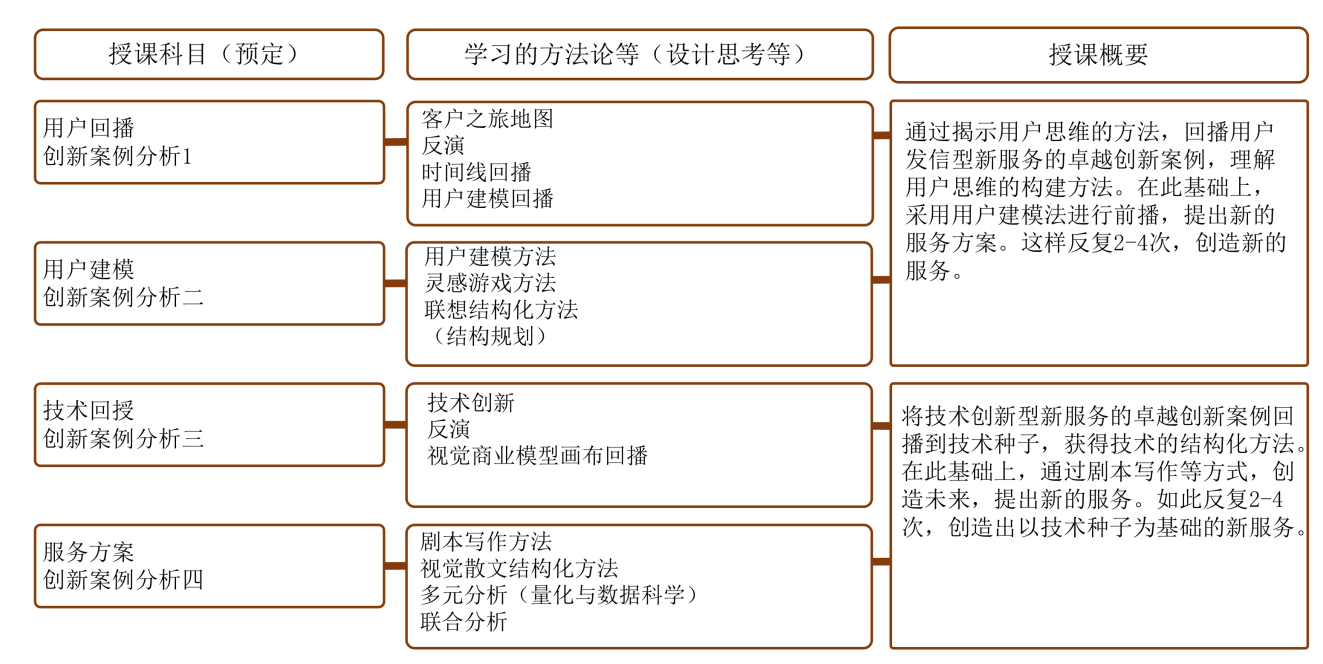 授课科目（预定）
学习的方法论等（设计思考等）
授课概要
用户回播
创新案例分析1
客户之旅地图
反演
时间线回播
用户建模回播
通过揭示用户思维的方法，回播用户
发信型新服务的卓越创新案例，理解
用户思维的构建方法。在此基础上，
采用用户建模法进行前播，提出新的
服务方案。这样反复2-4次，创造新的
服务。
用户建模
创新案例分析二
用户建模方法
灵感游戏方法
联想结构化方法
（结构规划）
技术回授
创新案例分析三
技术创新
反演
视觉商业模型画布回播
将技术创新型新服务的卓越创新案例回
播到技术种子，获得技术的结构化方法。
在此基础上，通过剧本写作等方式，创
造未来，提出新的服务。如此反复2-4
次，创造出以技术种子为基础的新服务。
服务方案
创新案例分析四
剧本写作方法
视觉散文结构化方法
多元分析（量化与数据科学）
联合分析